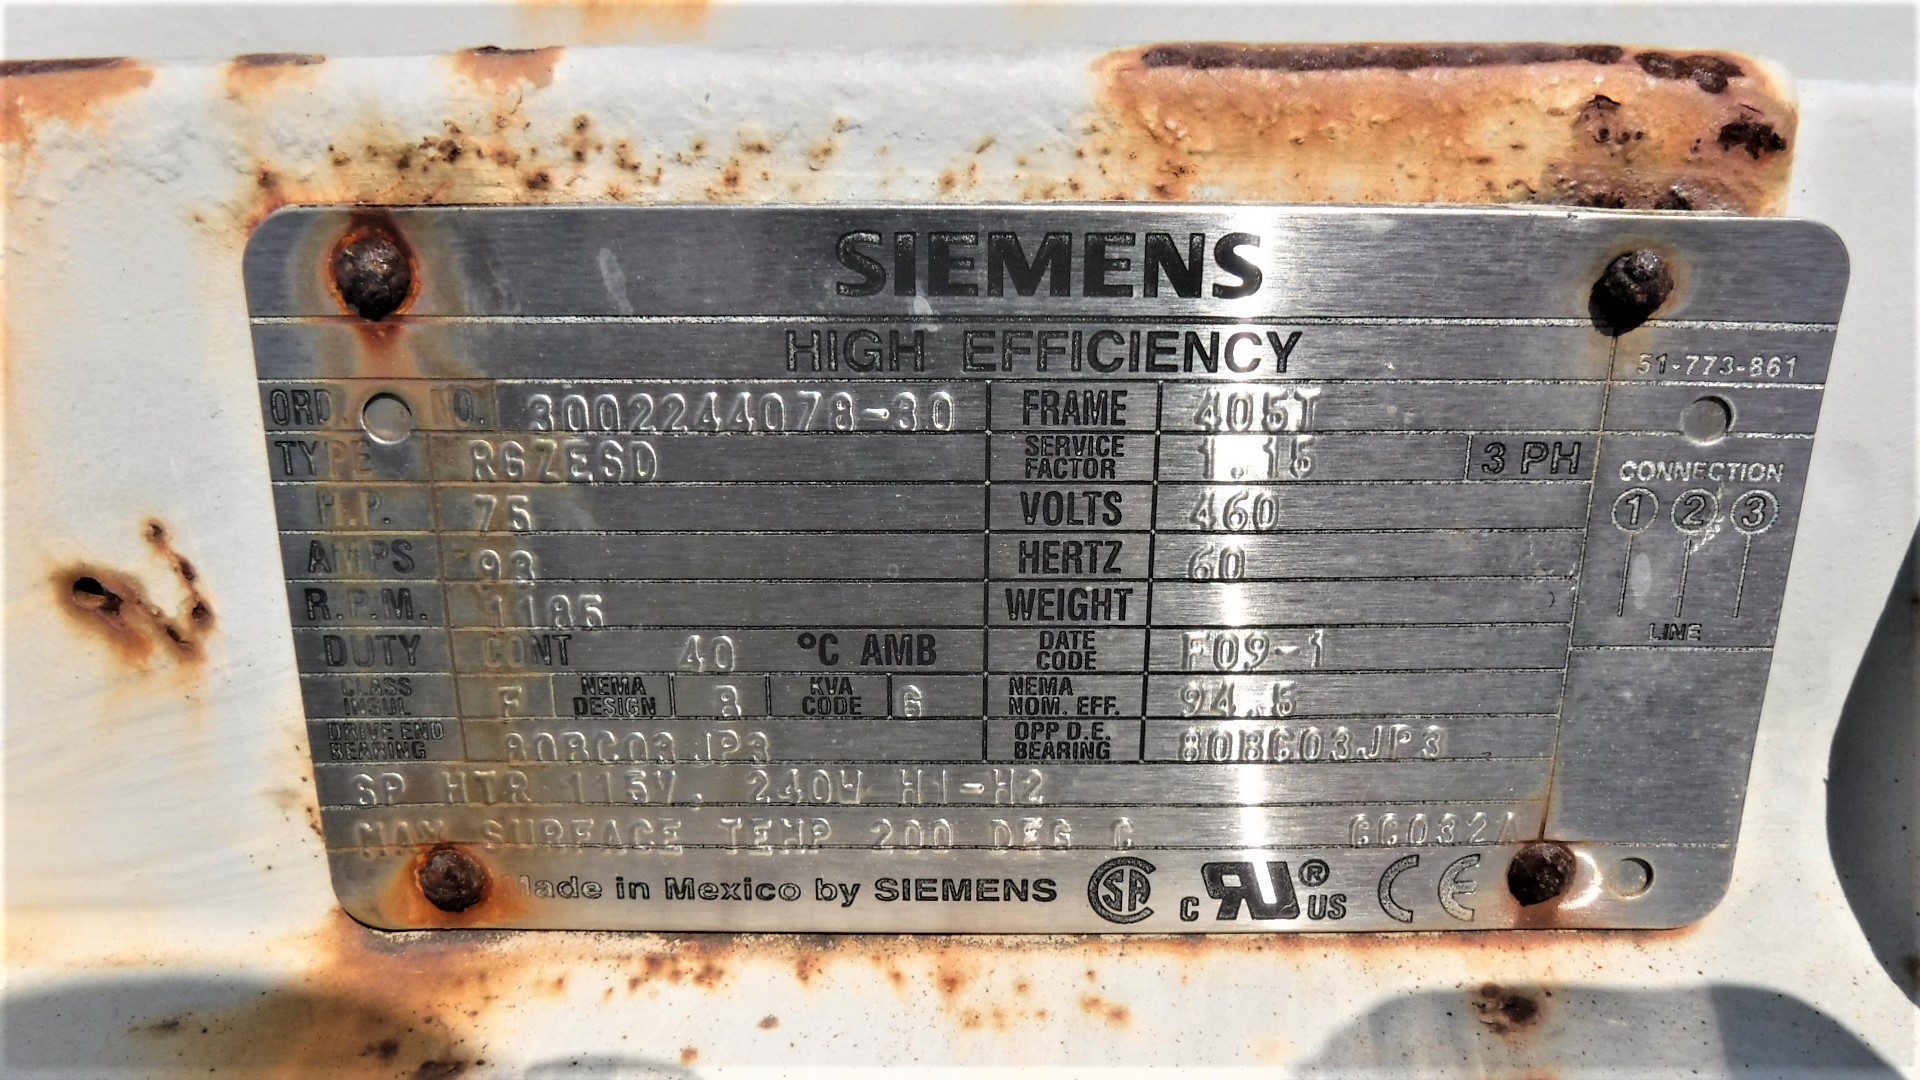 SIEMENS
HIGH EFFICIENCY
51-773-861
ORD. NO. 3002244078-30 FRAME 405T
TYPE RGZESD SERVICE FACTOR 1.15 3 PH
H.P. 75 VOLTS 460
AMPS 93 HERTZ 60
R.P.M. 1185 WEIGHT
DUTY CONT 40 °C AMB DATE CODE F09-1
CLASS INSUL F NEMA DESIGN B KVA CODE G NEMA NOM. EFF. 94.5
DRIVE END BEARING 80BC03JP3 OPP D.E. BEARING 80BC03JP3
SP HTR 115V, 240W H1-H2
MAX SURFACE TEMP 200 DEG C CC032A
CONNECTION
1 2 3
LINE
Made in Mexico by SIEMENS SA C UR ® US CE